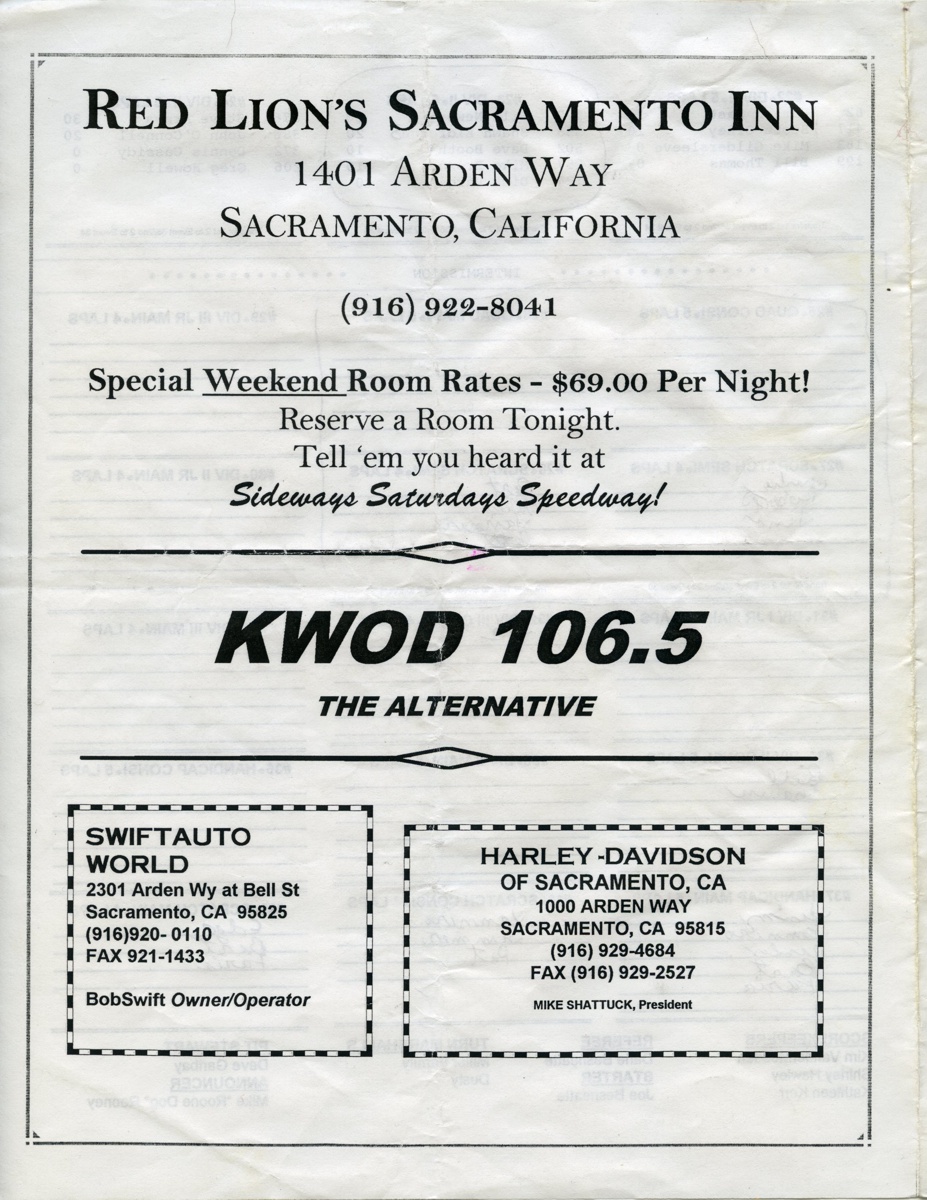 RED LION'S SACRAMENTO INN
1401 ARDEN WAY
SACRAMENTO, CALIFORNIA
(916) 922-8041
Special Weekend Room Rates - $69.00 Per Night!
Reserve a Room Tonight.
Tell 'em you heard it at
Sideways Saturdays Speedway!
KWOD 106.5
THE ALTERNATIVE
SWIFTAUTO
WORLD
2301 Arden Wy at Bell St
Sacramento, CA 95825
(916)920- 0110
FAX 921-1433
BobSwift Owner/Operator
HARLEY-DAVIDSON
OF SACRAMENTO, CA
1000 ARDEN WAY
SACRAMENTO, CA 95815
(916) 929-4684
FAX (916) 929-2527
MIKE SHATTUCK, President